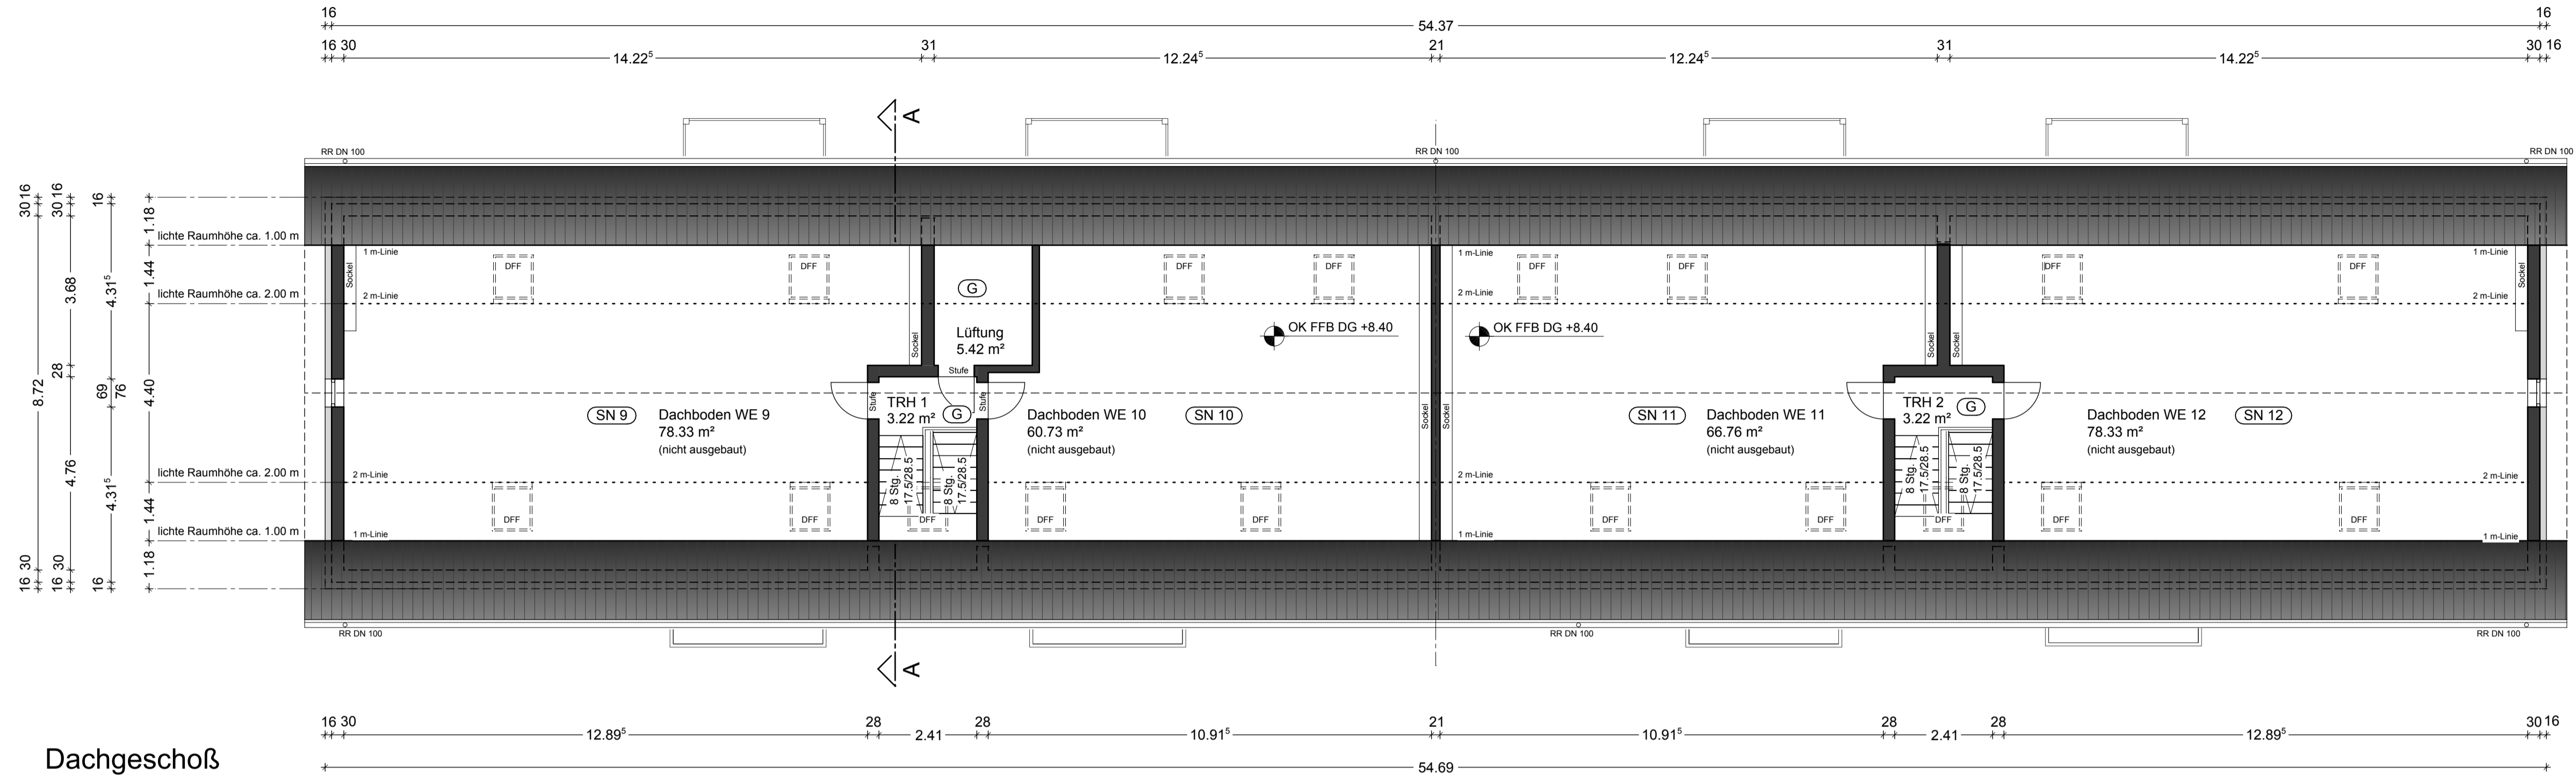 16 54.37 16
16 30 14.22⁵ 31 12.24⁵ 21 12.24⁵ 31 14.22⁵ 30 16
A
RR DN 100 RR DN 100 RR DN 100
30 16 30 16 16 1.18
lichte Raumhöhe ca. 1.00 m
1 m-Linie 1 m-Linie 1 m-Linie
Sockel DFF DFF DFF DFF DFF DFF DFF DFF Sockel
8.72 3.68 4.31⁵ 1.44
lichte Raumhöhe ca. 2.00 m
2 m-Linie 2 m-Linie 2 m-Linie
G
Lüftung
5.42 m²
OK FFB DG +8.40 OK FFB DG +8.40
Sockel Sockel Sockel
Stufe
28 69 76 4.40
Stufe TRH 1 G Stufe
3.22 m²
TRH 2 G
3.22 m²
SN 9 Dachboden WE 9
78.33 m²
(nicht ausgebaut)
Dachboden WE 10 SN 10
60.73 m²
(nicht ausgebaut)
Sockel Sockel
SN 11 Dachboden WE 11
66.76 m²
(nicht ausgebaut)
Dachboden WE 12 SN 12
78.33 m²
(nicht ausgebaut)
4.76 4.31⁵ 1.44
lichte Raumhöhe ca. 2.00 m
2 m-Linie 2 m-Linie 2 m-Linie
8 Stg.
17.5/28.5
17.5/28.5
8 Stg.
17.5/28.5
8 Stg.
17.5/28.5
DFF DFF DFF DFF DFF DFF DFF DFF DFF DFF
lichte Raumhöhe ca. 1.00 m
1 m-Linie 1 m-Linie 1 m-Linie
16 30 16 30 16 1.18
RR DN 100 RR DN 100 RR DN 100
A
16 30 12.89⁵ 28 2.41 28 10.91⁵ 21 10.91⁵ 28 2.41 28 12.89⁵ 30 16
Dachgeschoß
54.69